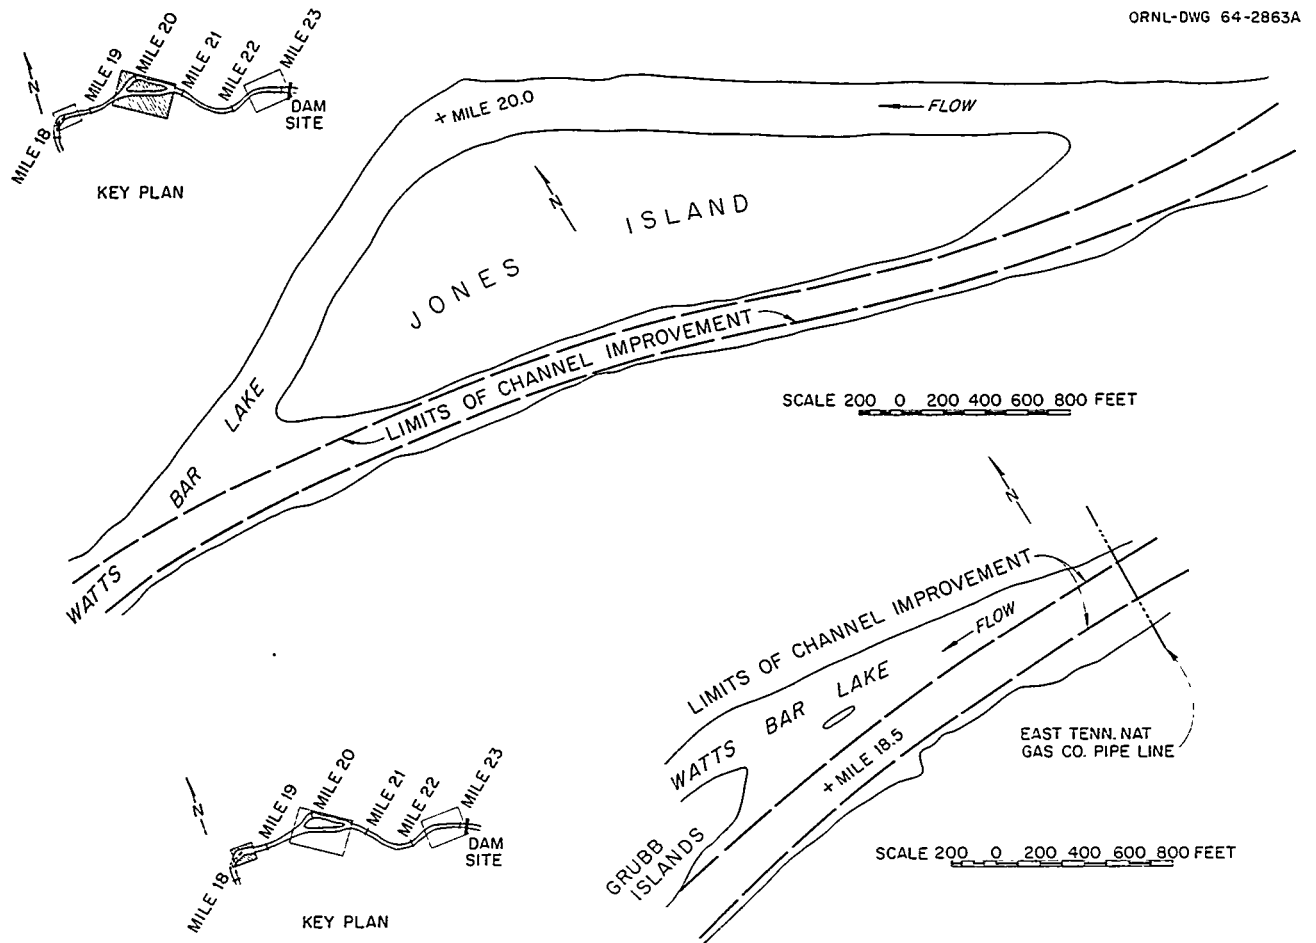 ORNL-DWG 64-2863A
MILE 18
MILE 19
MILE 20
MILE 21
MILE 22
MILE 23
DAM
SITE
N
KEY PLAN
+ MILE 20.0
FLOW
N
JONES ISLAND
LIMITS OF CHANNEL IMPROVEMENT
WATTS BAR LAKE
SCALE 200 0 200 400 600 800 FEET
N
LIMITS OF CHANNEL IMPROVEMENT
FLOW
WATTS BAR LAKE
+ MILE 18.5
EAST TENN. NAT
GAS CO. PIPE LINE
GRUBB
ISLANDS
SCALE 200 0 200 400 600 800 FEET
N
MILE 18
MILE 19
MILE 20
MILE 21
MILE 22
MILE 23
DAM
SITE
KEY PLAN